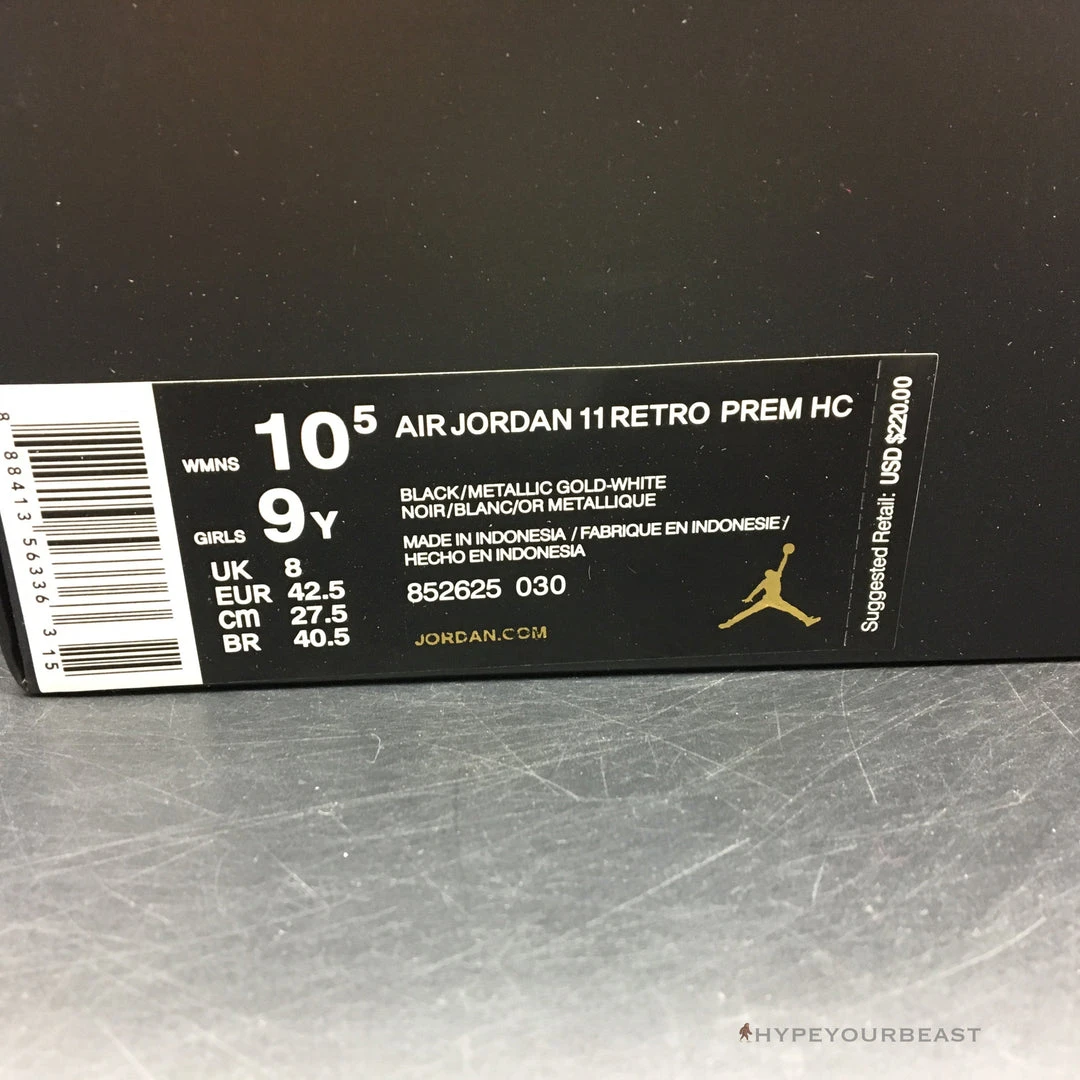 8 88413 56336 315
WMNS 10⁵
GIRLS 9Y
UK 8
EUR 42.5
cm 27.5
BR 40.5
AIR JORDAN 11 RETRO PREM HC
BLACK/METALLIC GOLD-WHITE
NOIR/BLANC/OR METALLIQUE
MADE IN INDONESIA / FABRIQUE EN INDONESIE /
HECHO EN INDONESIA
852625 030
JORDAN.COM
Suggested Retail: USD $220.00
HYPEYOURBEAST